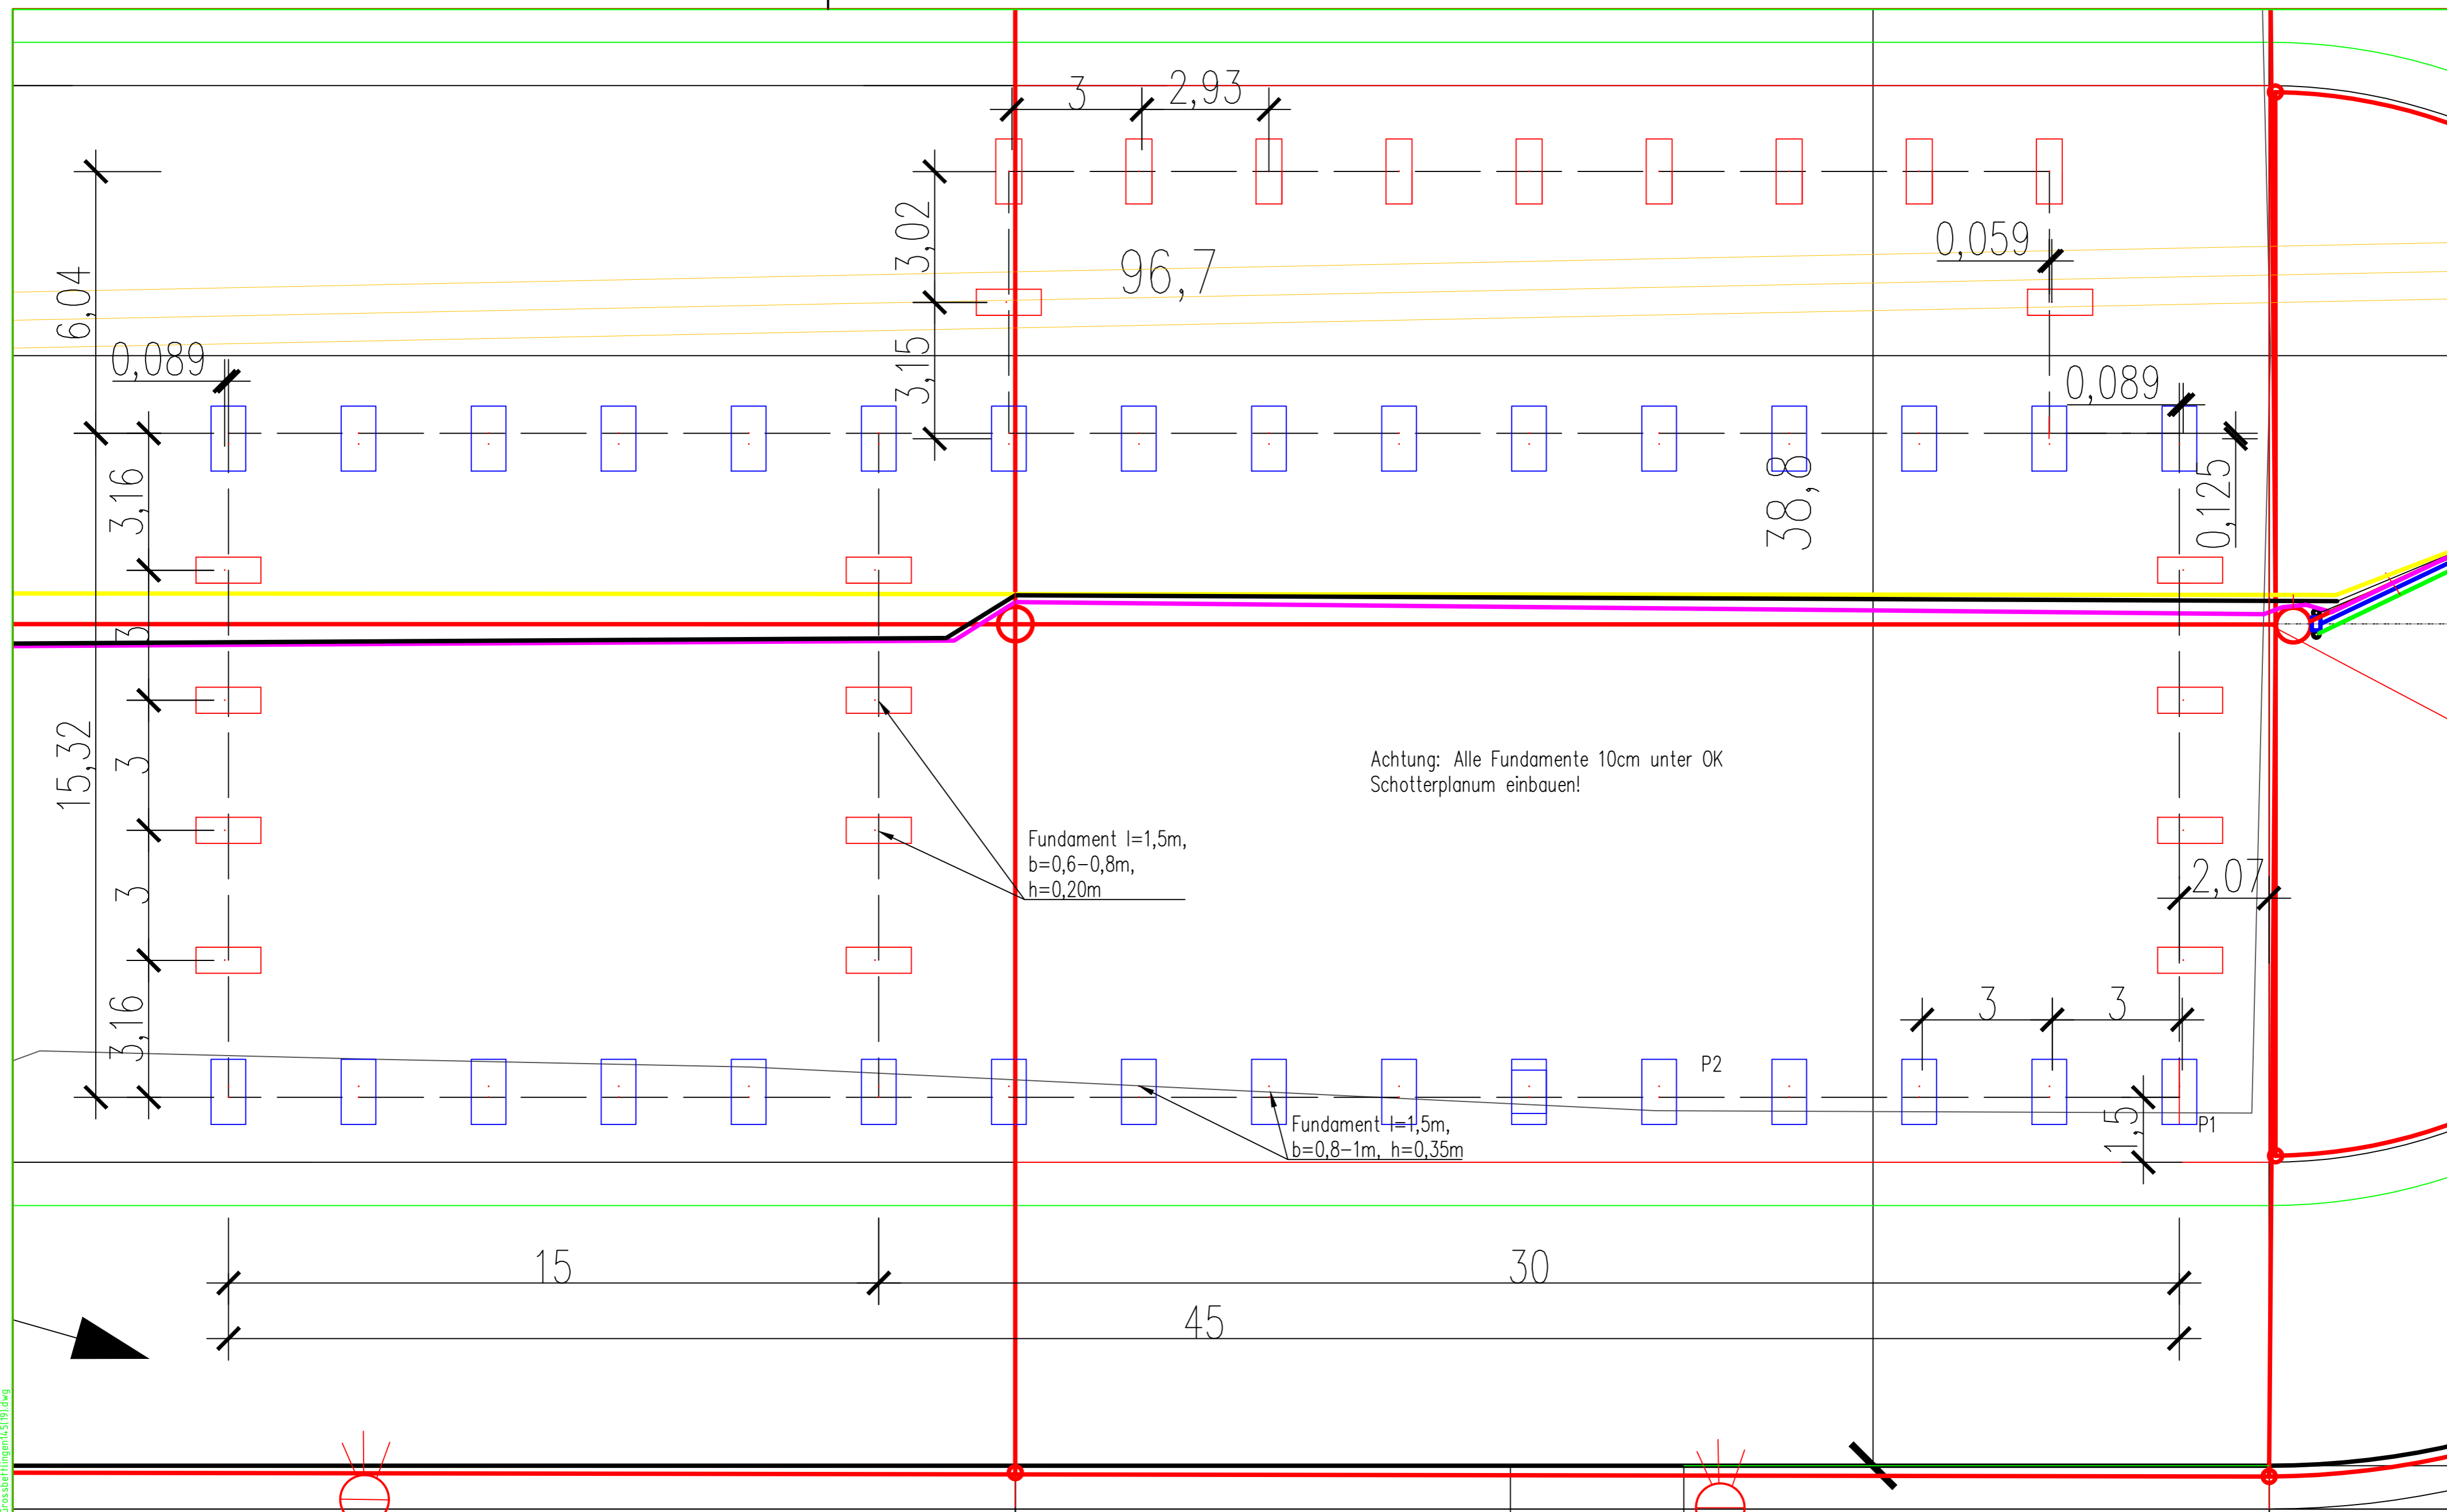 3
2,93
3,02
96,7
0,059
6,04
0,089
3,15
0,089
3,16
38,8
0,125
3
15,32
3
Achtung: Alle Fundamente 10cm unter OK
Schotterplanum einbauen!
Fundament l=1,5m,
b=0,6-0,8m,
h=0,20m
3
2,07
3,16
3
3
P2
Fundament l=1,5m,
b=0,8-1m, h=0,35m
1,5
P1
15
30
45